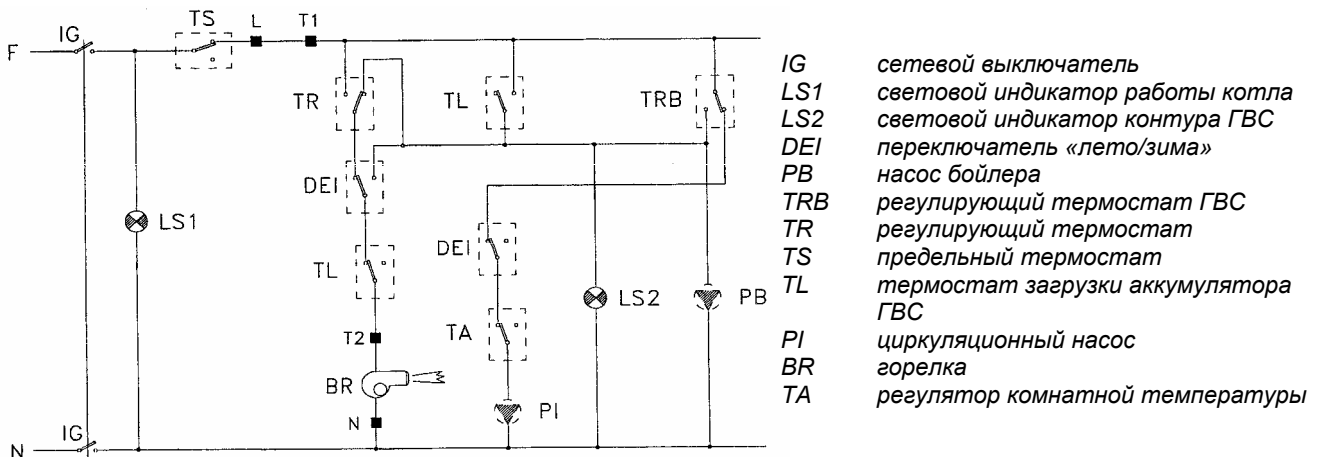 IG
TS
L
T1
F
TR
TL
TRB
DEI
LS1
TL
DEI
LS2
PB
T2
TA
BR
PI
N
IG
N
IG сетевой выключатель
LS1 световой индикатор работы котла
LS2 световой индикатор контура ГВС
DEI переключатель «лето/зима»
PB насос бойлера
TRB регулирующий термостат ГВС
TR регулирующий термостат
TS предельный термостат
TL термостат загрузки аккумулятора
ГВС
PI циркуляционный насос
BR горелка
TA регулятор комнатной температуры